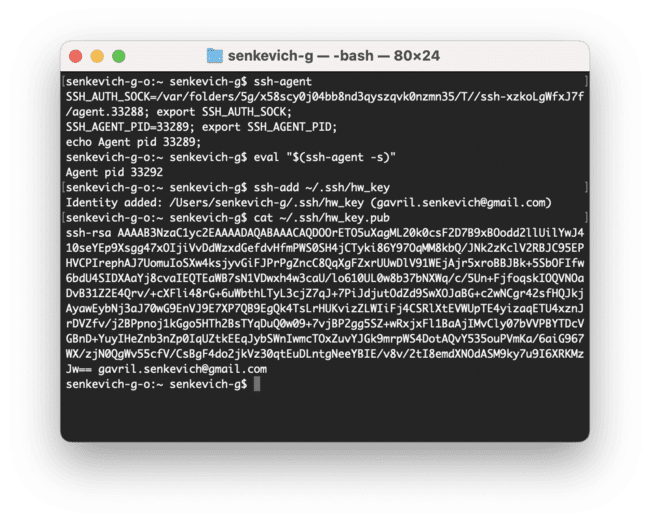 senkevich-g — -bash — 80×24
[senkevich-g-o:~ senkevich-g$ ssh-agent ]
SSH_AUTH_SOCK=/var/folders/5g/x58scy0j04bb8nd3qyszqvk0nzmn35/T//ssh-xzkoLgWfxJ7f
/agent.33288; export SSH_AUTH_SOCK;
SSH_AGENT_PID=33289; export SSH_AGENT_PID;
echo Agent pid 33289;
[senkevich-g-o:~ senkevich-g$ eval "$(ssh-agent -s)" ]
Agent pid 33292
[senkevich-g-o:~ senkevich-g$ ssh-add ~/.ssh/hw_key ]
Identity added: /Users/senkevich-g/.ssh/hw_key (gavril.senkevich@gmail.com)
[senkevich-g-o:~ senkevich-g$ cat ~/.ssh/hw_key.pub ]
ssh-rsa AAAAB3NzaC1yc2EAAAADAQABAAACAQDOOrETO5uXagML20k0csF2D7B9xBOodd2llUilYwJ4
10seYEp9Xsgg47xOIjiVvDdWzxdGefdvHfmPWS0SH4jCTyki86Y97OqMM8kbQ/JNk2zKclV2RBJC95EP
HVCPIrephAJ7UomuIoSXw4ksjyvGiFJPrPgZncC8QqXgFZxrUUwDlV91WEjAjr5xroBBJBk+5SbOFIfw
6bdU4SIDXAaYj8cvaIEQTEaWB7sN1VDwxh4w3caU/lo610UL0w8b37bNXWq/c/5Un+FjfoqskIOQVNOa
DvB31Z2E4Qrv/+cXFli48rG+6uWbthLTyL3cjZ7qJ+7PiJdjutOdZd9SwXOJaBG+c2wNCgr42sfHQJkj
AyawEybNj3aJ70wG9EnVJ9E7XP7QB9EgQk4TsLrHUKvizZLWIiFj4CSRlXtEVWUpTE4yizaqETU4xznJ
rDVZfv/j2BPpnoj1kGgo5HTh2BsTYqDuQ0w09+7vjBP2gg5SZ+wRxjxFl1BaAjIMvCly07bVVPBYTDcV
GBnD+YuyIHeZnb3nZp0IqUZtkEEqJybSWnIwmcTOxZuvYJGk9mrpWS4DotAQvY535ouPVmKa/6aiG967
WX/zjN0QgWv55cfV/CsBgF4do2jkVz30qtEuDLntgNeeYBIE/v8v/2tI8emdXNOdASM9ky7u9I6XRKMz
Jw== gavril.senkevich@gmail.com
senkevich-g-o:~ senkevich-g$